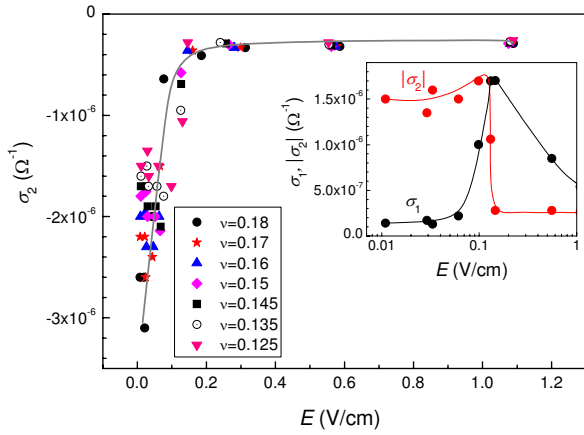 0
-1x10⁻⁶
-2x10⁻⁶
-3x10⁻⁶
σ₂ (Ω⁻¹)
0.0 0.2 0.4 0.6 0.8 1.0 1.2
E (V/cm)
ν=0.18
ν=0.17
ν=0.16
ν=0.15
ν=0.145
ν=0.135
ν=0.125
1.5x10⁻⁶
1.0x10⁻⁶
5.0x10⁻⁷
0.0
σ₁, |σ₂| (Ω⁻¹)
|σ₂|
σ₁
0.01 0.1 1
E (V/cm)